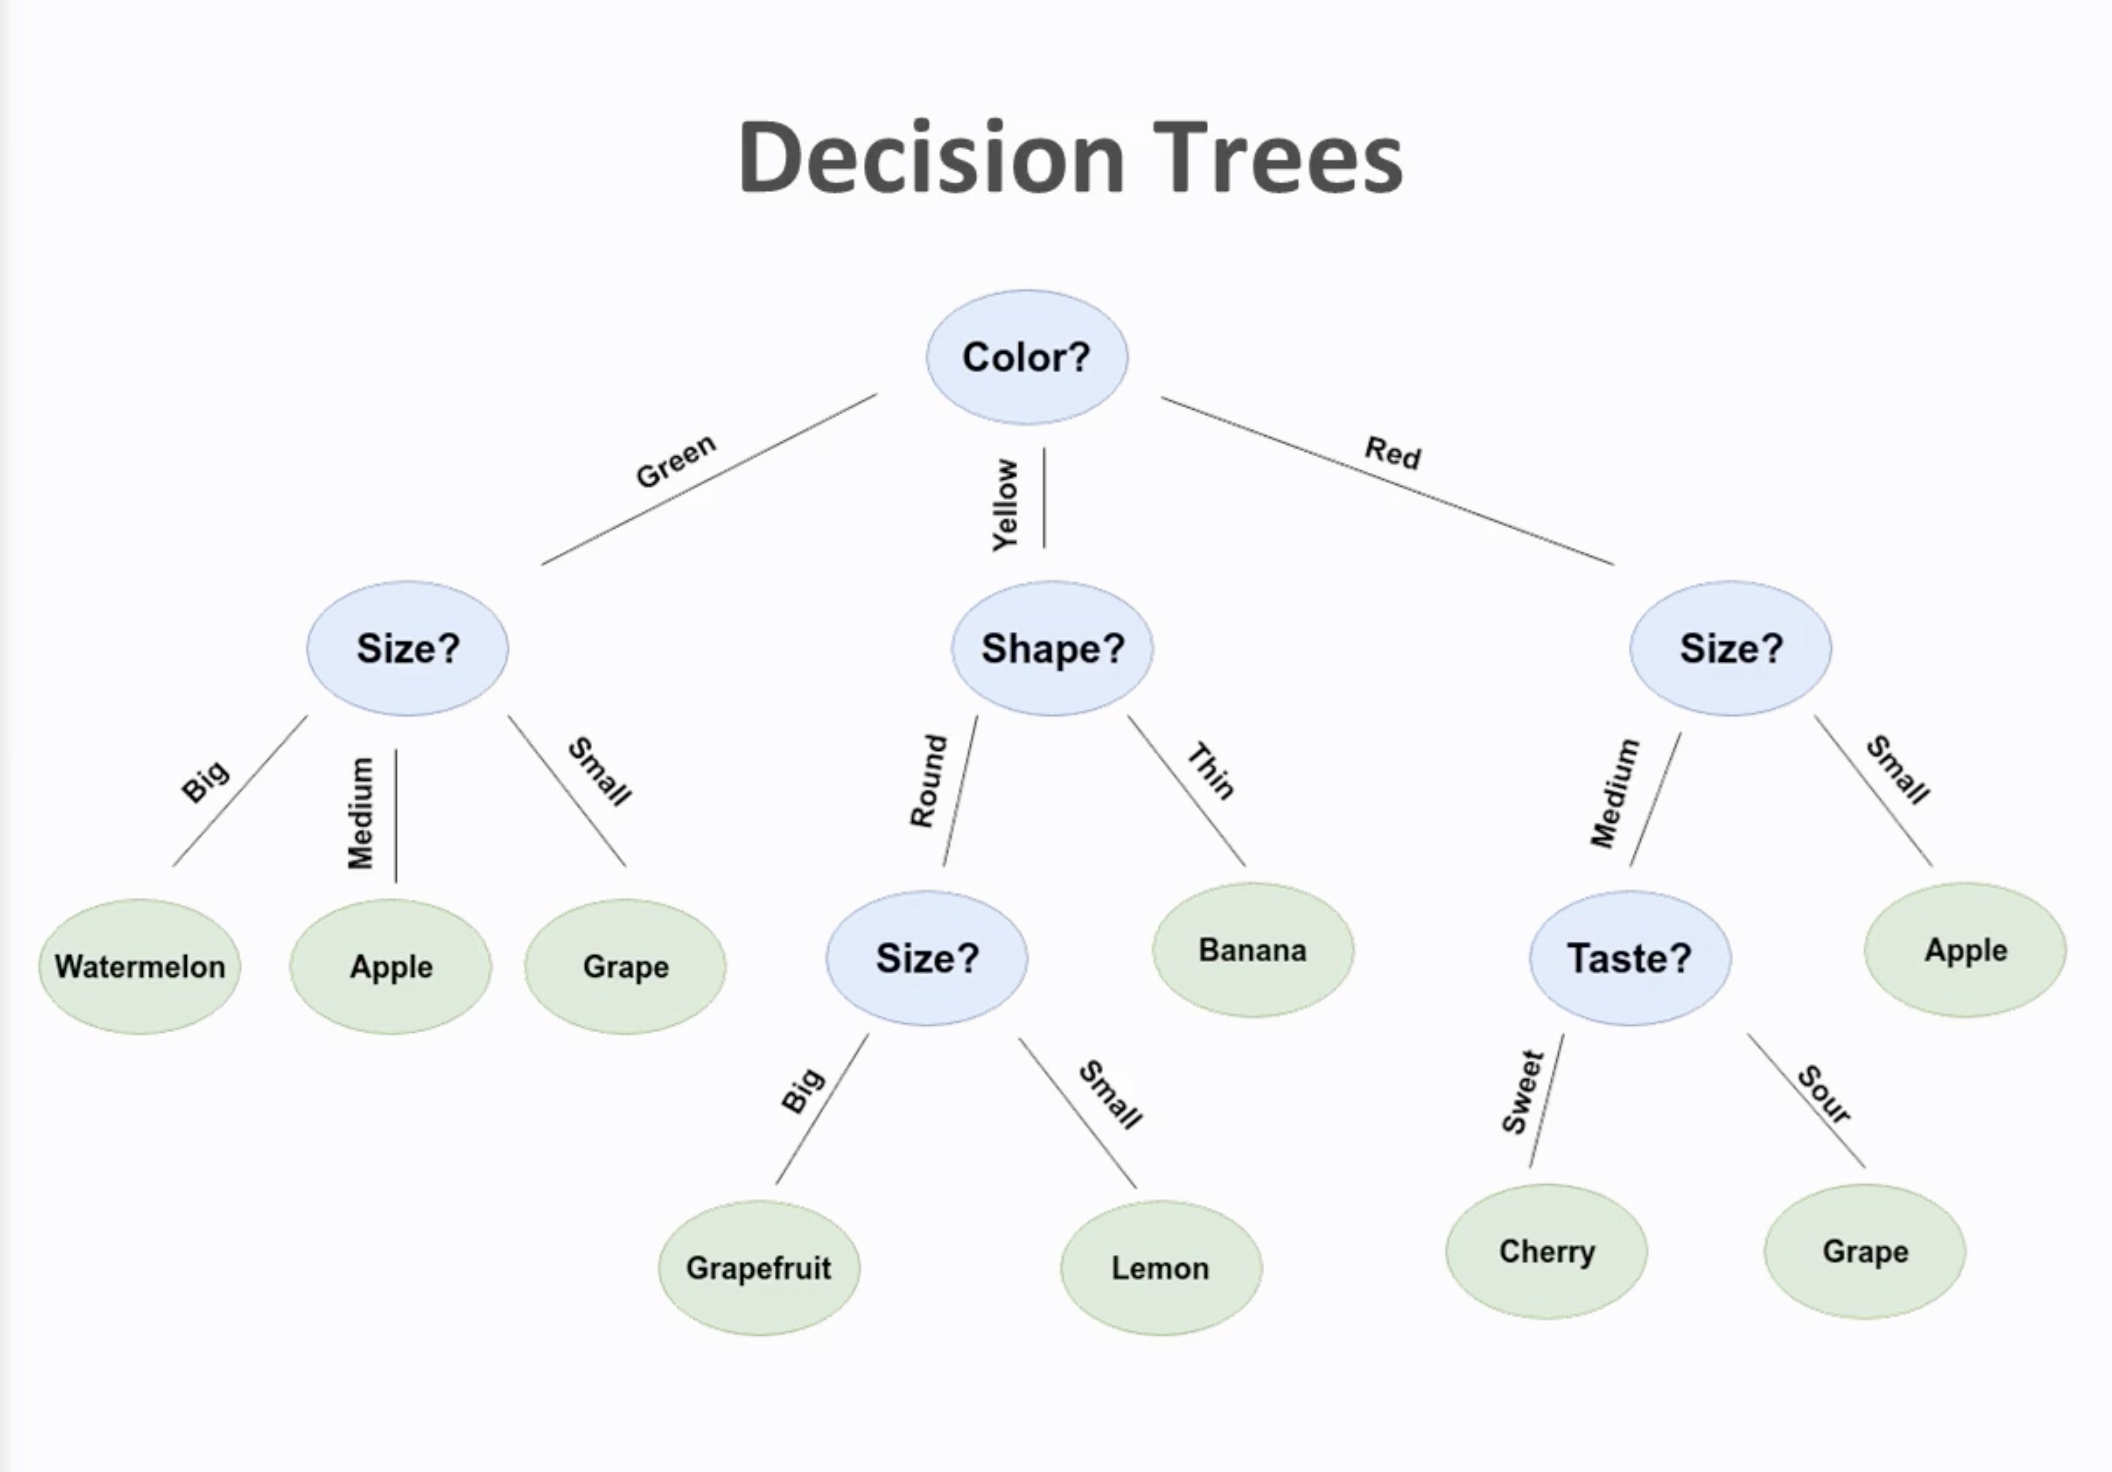 Decision Trees
Color?
Green
Yellow
Red
Size?
Shape?
Size?
Big
Medium
Small
Round
Thin
Medium
Small
Watermelon
Apple
Grape
Size?
Banana
Taste?
Apple
Big
Small
Sweet
Sour
Grapefruit
Lemon
Cherry
Grape